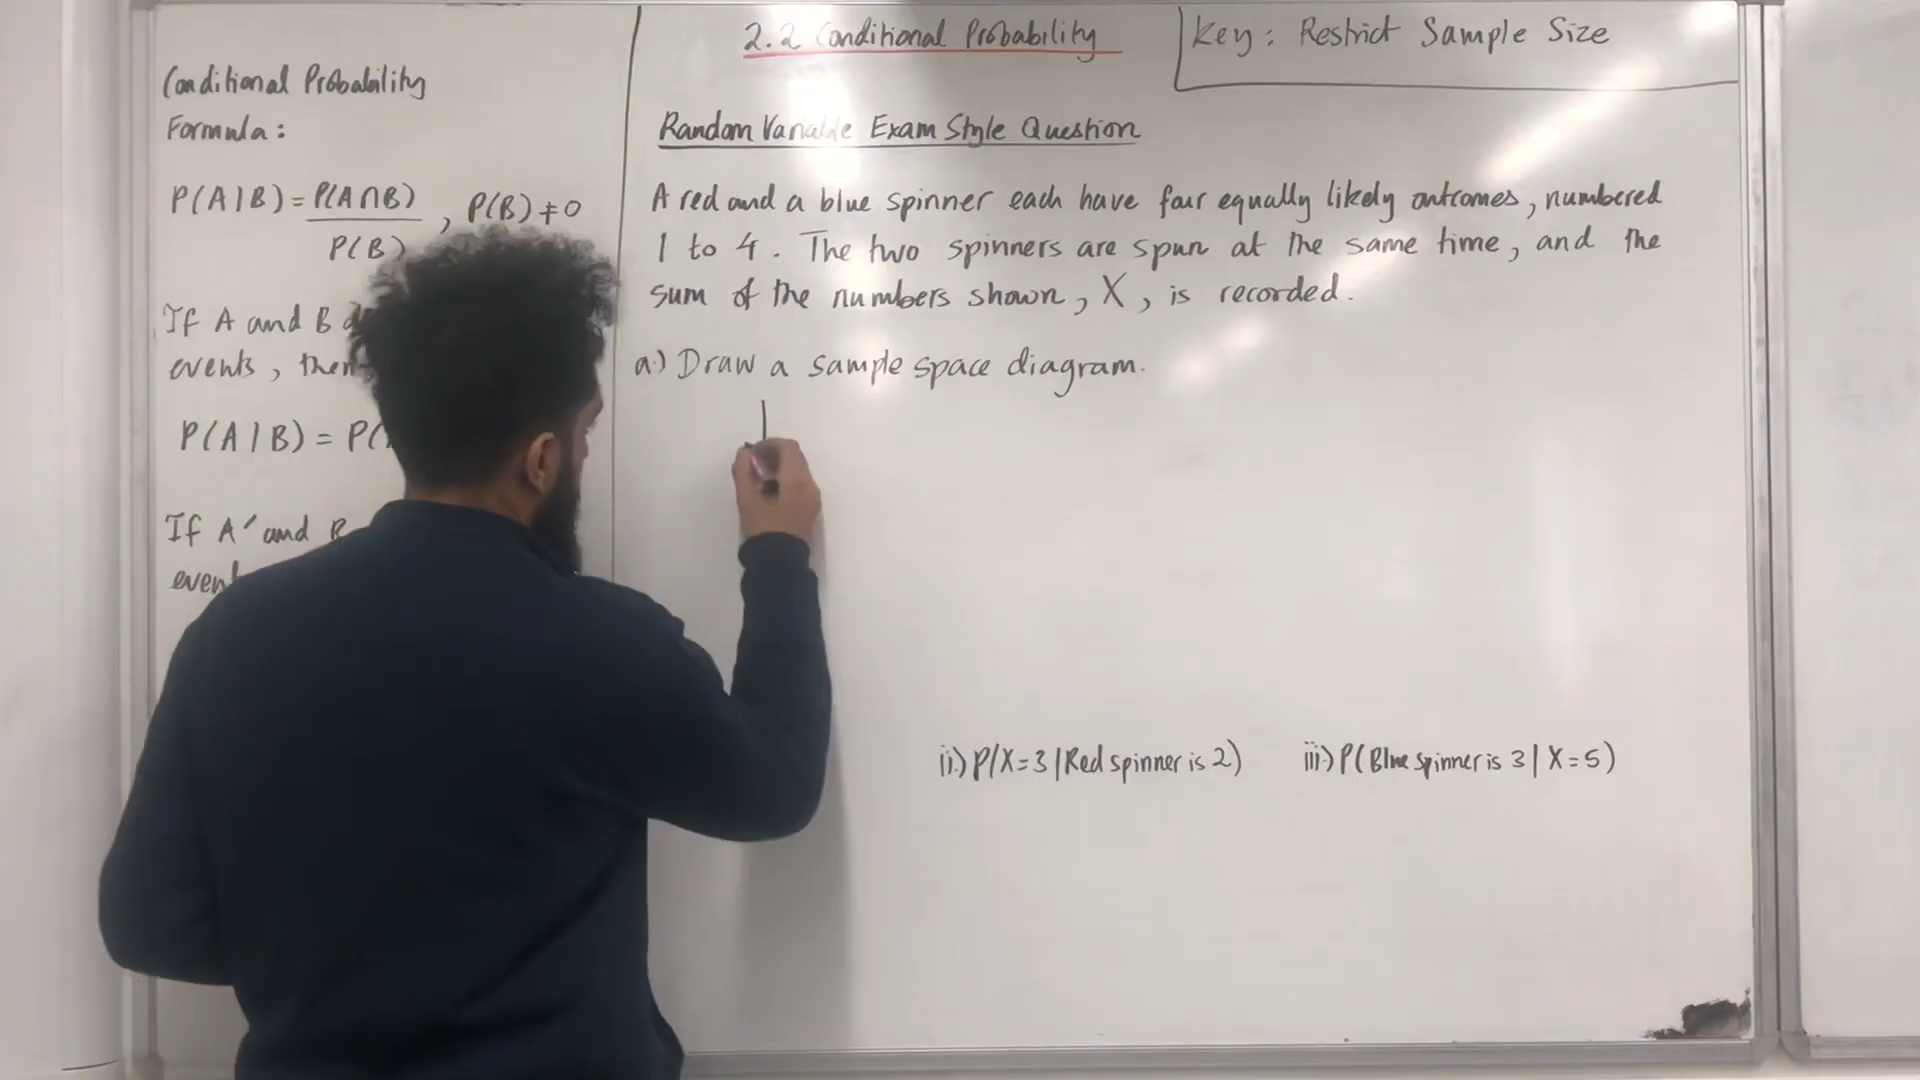 Conditional Probability
Formula:
P(A|B) = P(A∩B)
P(B)
, P(B) ≠ 0
If A and B
events, then
P(A|B) = P(
If A′ and B
2.2 Conditional Probability
Key: Restrict Sample Size
Random Variable Exam Style Question
A red and a blue spinner each have four equally likely outcomes, numbered
1 to 4. The two spinners are spun at the same time, and the
sum of the numbers shown, X, is recorded.
a.) Draw a sample space diagram.
ii.) P(X=3|Red spinner is 2)
iii.) P(Blue spinner is 3|X=5)